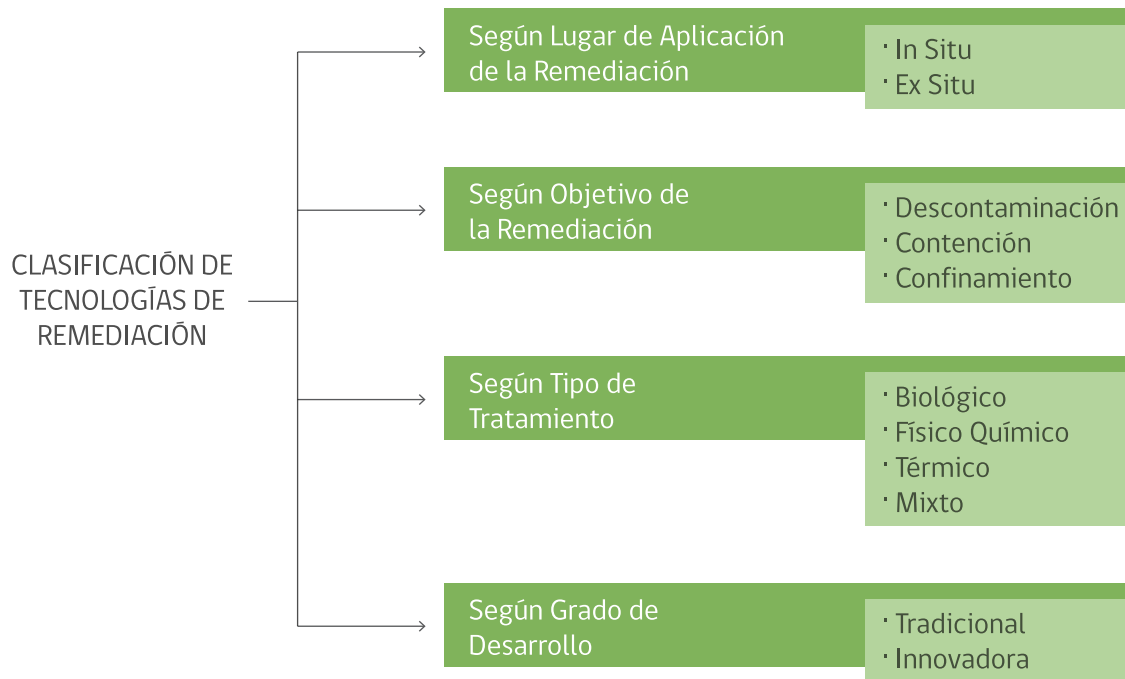 CLASIFICACIÓN DE
TECNOLOGÍAS DE
REMEDIACIÓN
Según Lugar de Aplicación
de la Remediación
· In Situ
· Ex Situ
Según Objetivo de
la Remediación
· Descontaminación
· Contención
· Confinamiento
Según Tipo de
Tratamiento
· Biológico
· Físico Químico
· Térmico
· Mixto
Según Grado de
Desarrollo
· Tradicional
· Innovadora